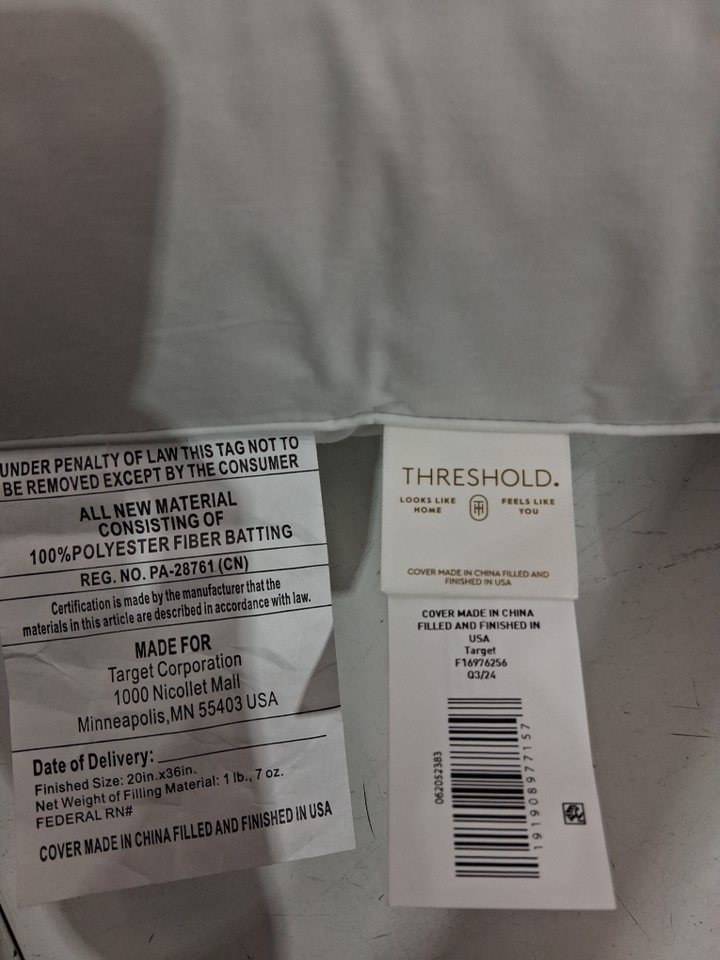 UNDER PENALTY OF LAW THIS TAG NOT TO
BE REMOVED EXCEPT BY THE CONSUMER
ALL NEW MATERIAL
CONSISTING OF
100%POLYESTER FIBER BATTING
REG. NO. PA-28761 (CN)
Certification is made by the manufacturer that the
materials in this article are described in accordance with law.
MADE FOR
Target Corporation
1000 Nicollet Mall
Minneapolis,MN 55403 USA
Date of Delivery:
Finished Size: 20in.x36in.
Net Weight of Filling Material: 1 lb., 7 oz.
FEDERAL RN#
COVER MADE IN CHINA FILLED AND FINISHED IN USA
THRESHOLD.
LOOKS LIKE
HOME
FEELS LIKE
YOU
COVER MADE IN CHINA FILLED AND
FINISHED IN USA
COVER MADE IN CHINA
FILLED AND FINISHED IN
USA
Target
F16976256
Q3/24
062052383
191908977157